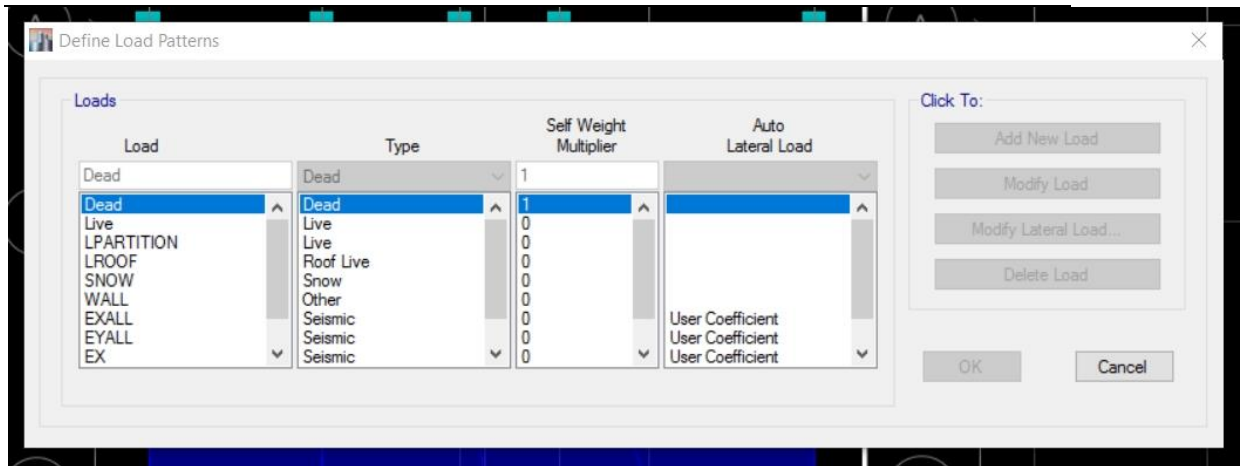 Define Load Patterns
Loads
Load Type Self Weight Multiplier Auto Lateral Load
Dead Dead 1
Dead Dead 1
Live Live 0
LPARTITION Live 0
LROOF Roof Live 0
SNOW Snow 0
WALL Other 0
EXALL Seismic 0 User Coefficient
EYALL Seismic 0 User Coefficient
EX Seismic 0 User Coefficient
Click To:
Add New Load
Modify Load
Modify Lateral Load...
Delete Load
OK Cancel